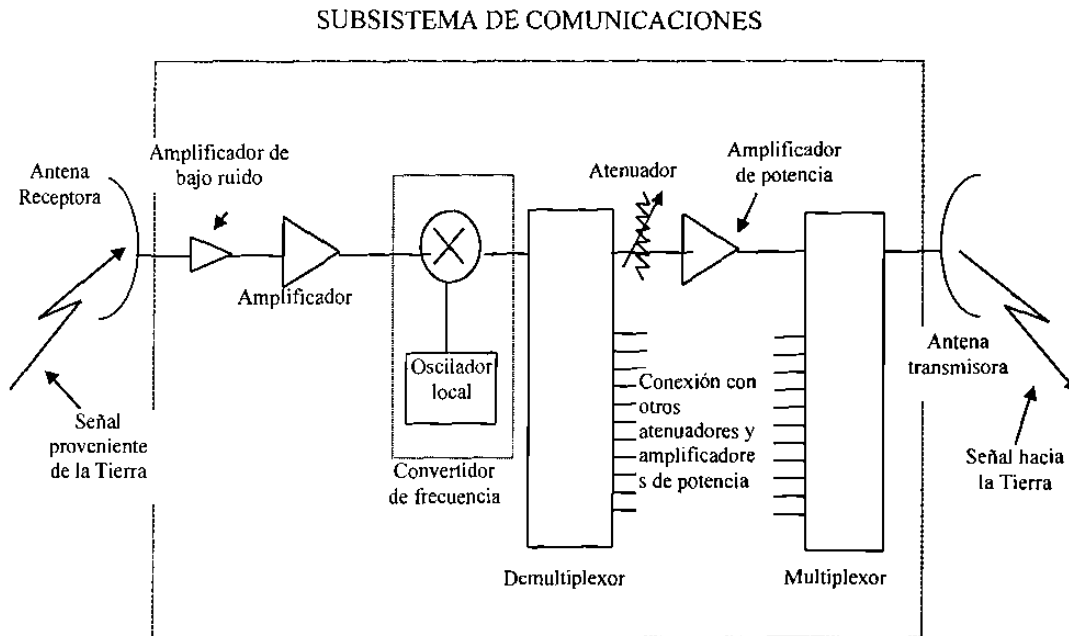 SUBSISTEMA DE COMUNICACIONES
Antena
Receptora
Amplificador de
bajo ruido
Amplificador
Atenuador
Amplificador
de potencia
Oscilador
local
Convertidor
de frecuencia
Conexión con
otros
atenuadores y
amplificadore
s de potencia
Señal
proveniente
de la Tierra
Antena
transmisora
Señal hacia
la Tierra
Demultiplexor
Multiplexor